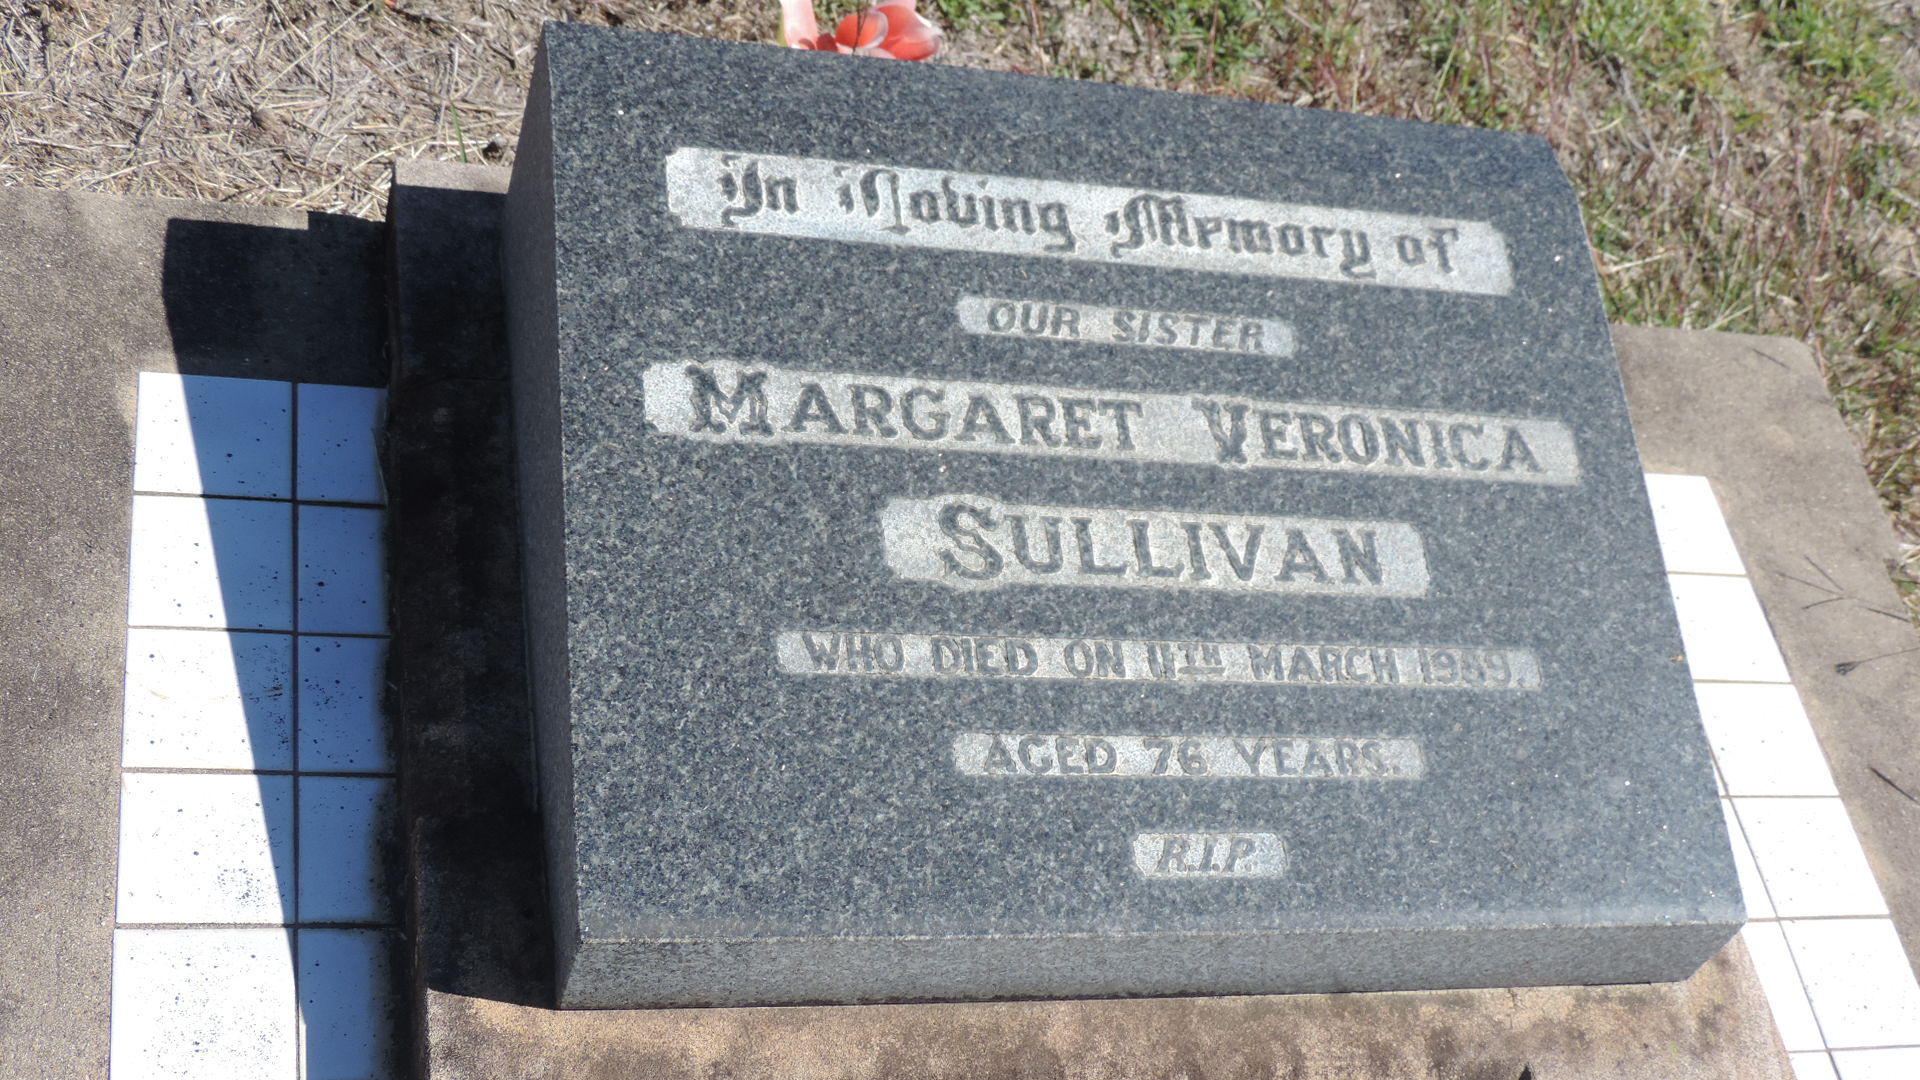 In Loving Memory of
OUR SISTER
MARGARET VERONICA
SULLIVAN
WHO DIED ON 11TH MARCH 1959.
AGED 76 YEARS.
R.I.P.